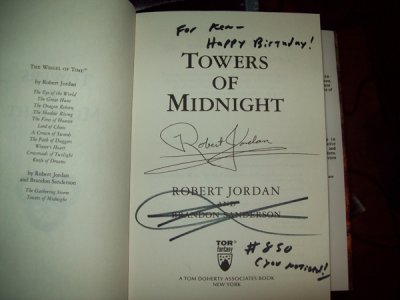 THE WHEEL OF TIME®
by Robert Jordan
The Eye of the World
The Great Hunt
The Dragon Reborn
The Shadow Rising
The Fires of Heaven
Lord of Chaos
A Crown of Swords
The Path of Daggers
Winter's Heart
Crossroads of Twilight
Knife of Dreams
by Robert Jordan
and Brandon Sanderson
The Gathering Storm
Towers of Midnight
For Ken—
Happy Birthday!
TOWERS
OF
MIDNIGHT
Robert Jordan
ROBERT JORDAN
AND
BRANDON SANDERSON
#850
(you noticed!)
TOR®
fantasy
A TOM DOHERTY ASSOCIATES BOOK
NEW YORK